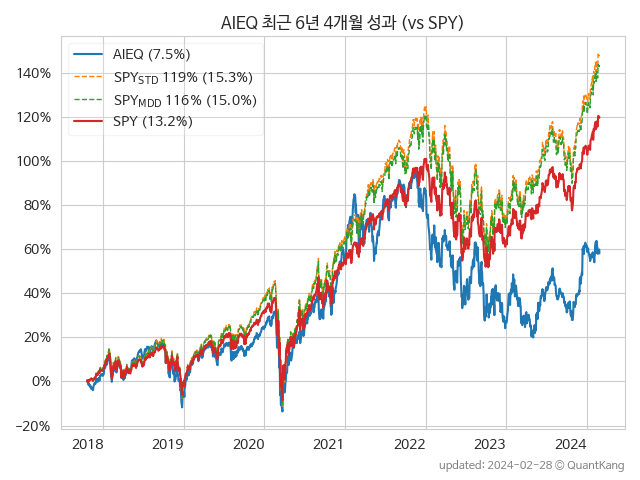 AIEQ 최근 6년 4개월 성과 (vs SPY)
AIEQ (7.5%)
SPY_STD 119% (15.3%)
SPY_MDD 116% (15.0%)
SPY (13.2%)
140%
120%
100%
80%
60%
40%
20%
0%
−20%
2018 2019 2020 2021 2022 2023 2024
updated: 2024-02-28 © QuantKang